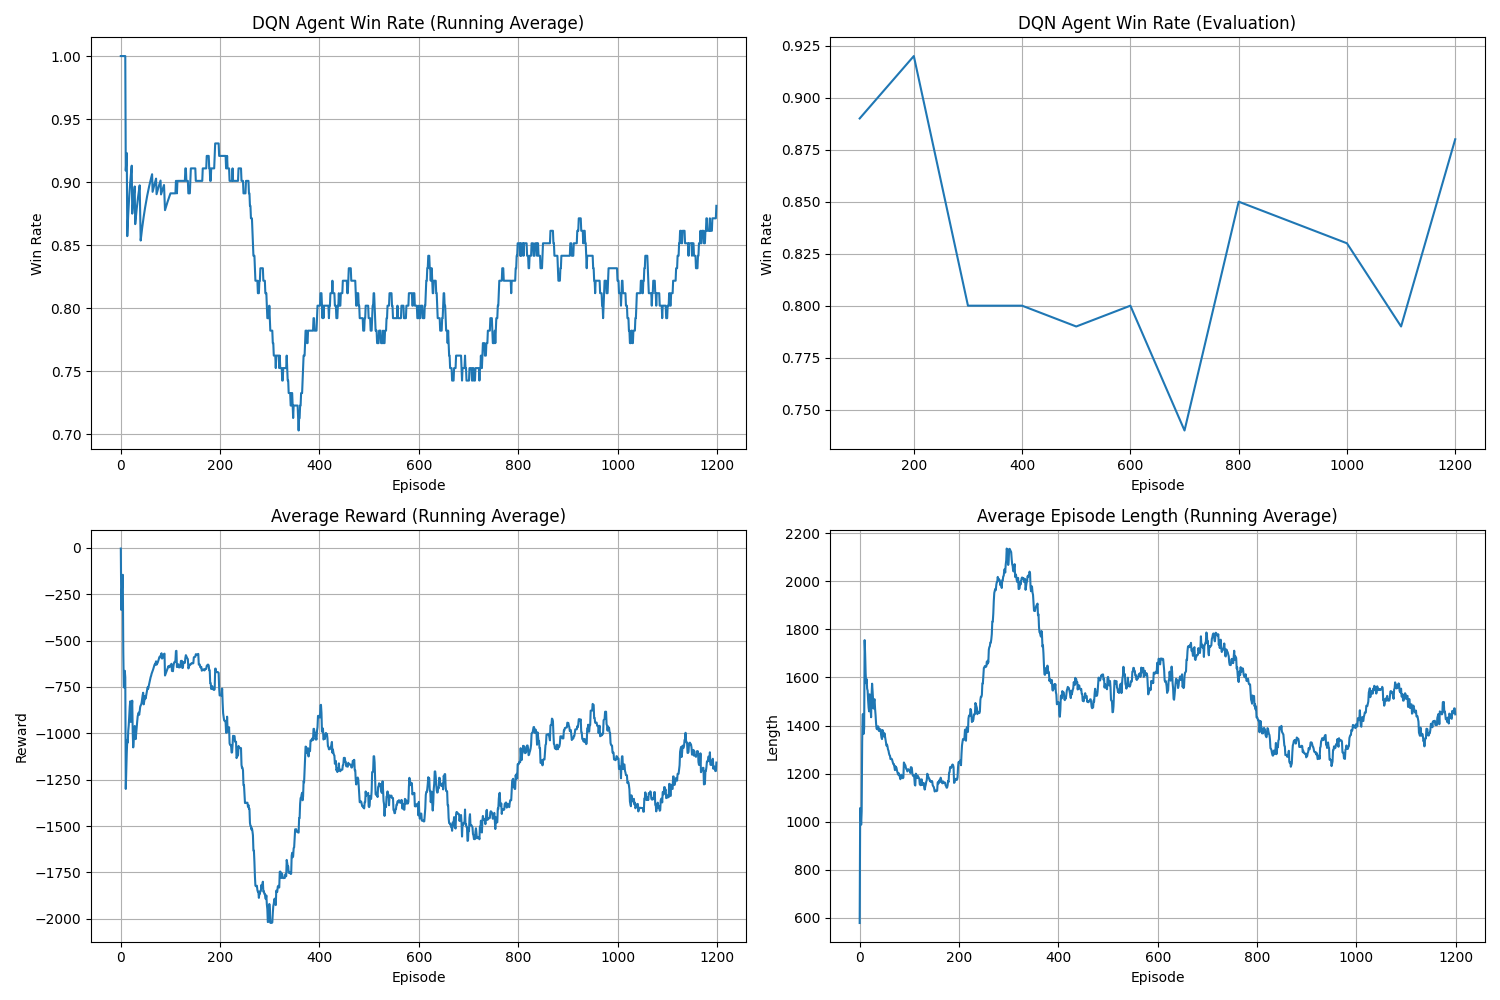 DQN Agent Win Rate (Running Average)
1.00
0.95
0.90
0.85
0.80
0.75
0.70
Win Rate
0 200 400 600 800 1000 1200
Episode
DQN Agent Win Rate (Evaluation)
0.925
0.900
0.875
0.850
0.825
0.800
0.775
0.750
Win Rate
200 400 600 800 1000 1200
Episode
Average Reward (Running Average)
0
−250
−500
−750
−1000
−1250
−1500
−1750
−2000
Reward
0 200 400 600 800 1000 1200
Episode
Average Episode Length (Running Average)
2200
2000
1800
1600
1400
1200
1000
800
600
Length
0 200 400 600 800 1000 1200
Episode